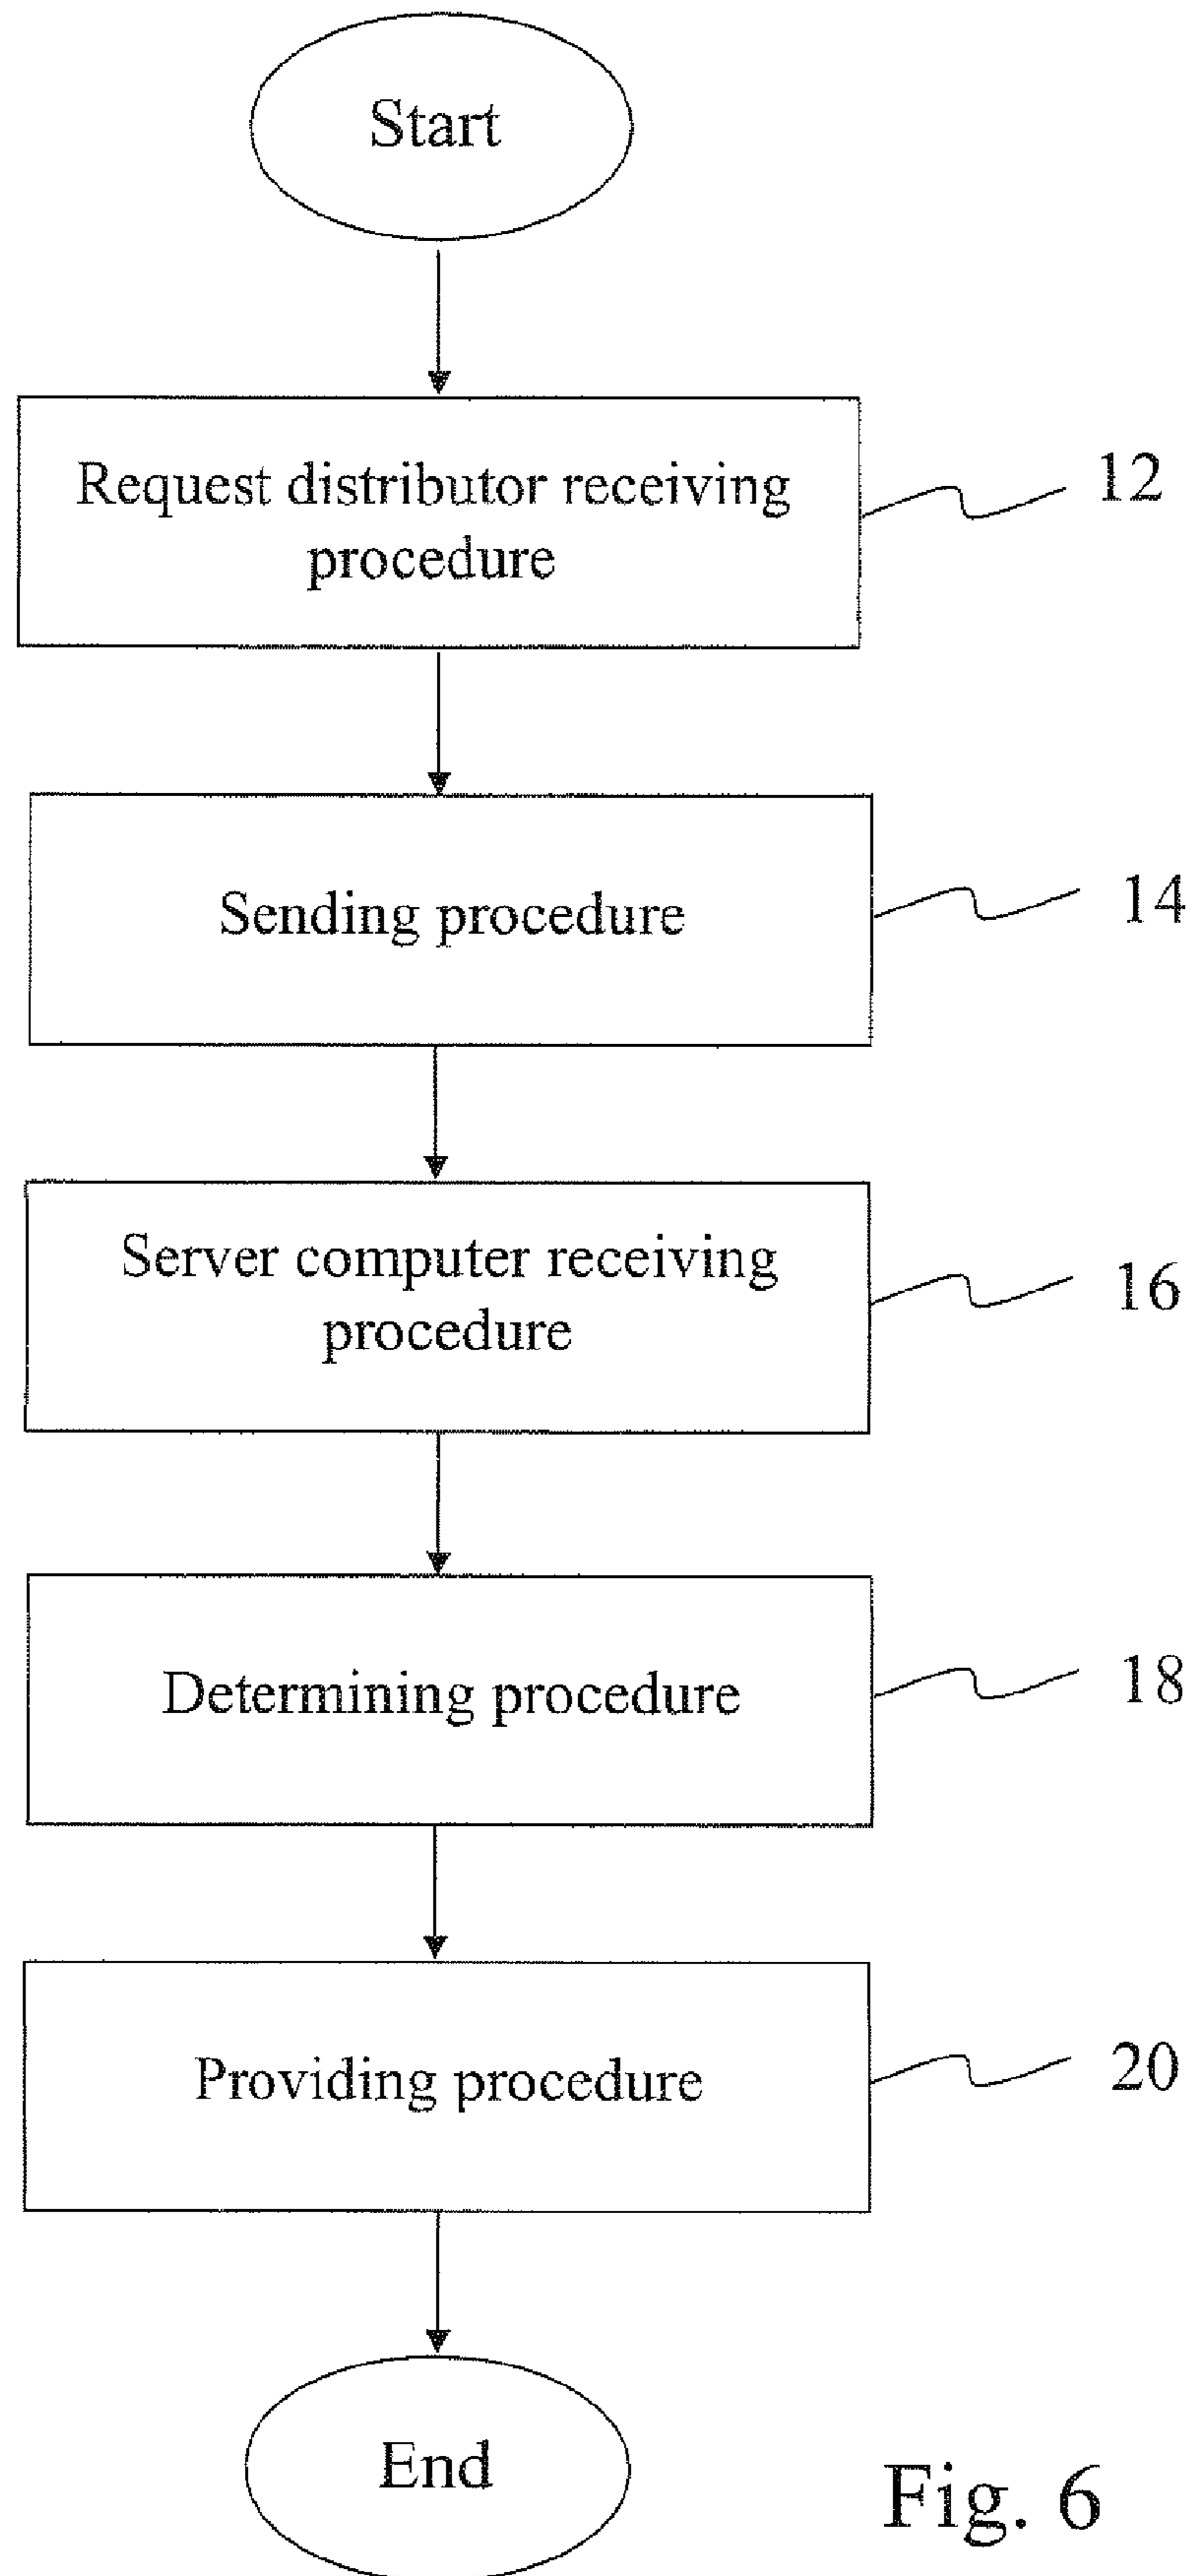 Start
Request distributor receiving
procedure
12
Sending procedure
14
Server computer receiving
procedure
16
Determining procedure
18
Providing procedure
20
End
Fig. 6